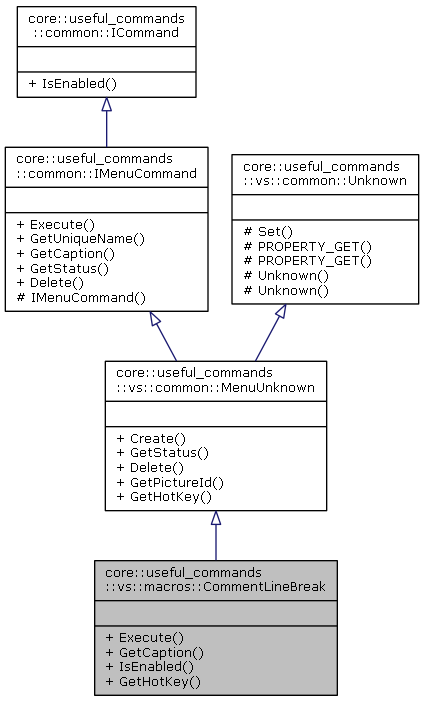 core::useful_commands
::common::ICommand
+ IsEnabled()
core::useful_commands
::common::IMenuCommand
+ Execute()
+ GetUniqueName()
+ GetCaption()
+ GetStatus()
+ Delete()
# IMenuCommand()
core::useful_commands
::vs::common::Unknown
# Set()
# PROPERTY_GET()
# PROPERTY_GET()
# Unknown()
# Unknown()
core::useful_commands
::vs::common::MenuUnknown
+ Create()
+ GetStatus()
+ Delete()
+ GetPictureId()
+ GetHotKey()
core::useful_commands
::vs::macros::CommentLineBreak
+ Execute()
+ GetCaption()
+ IsEnabled()
+ GetHotKey()